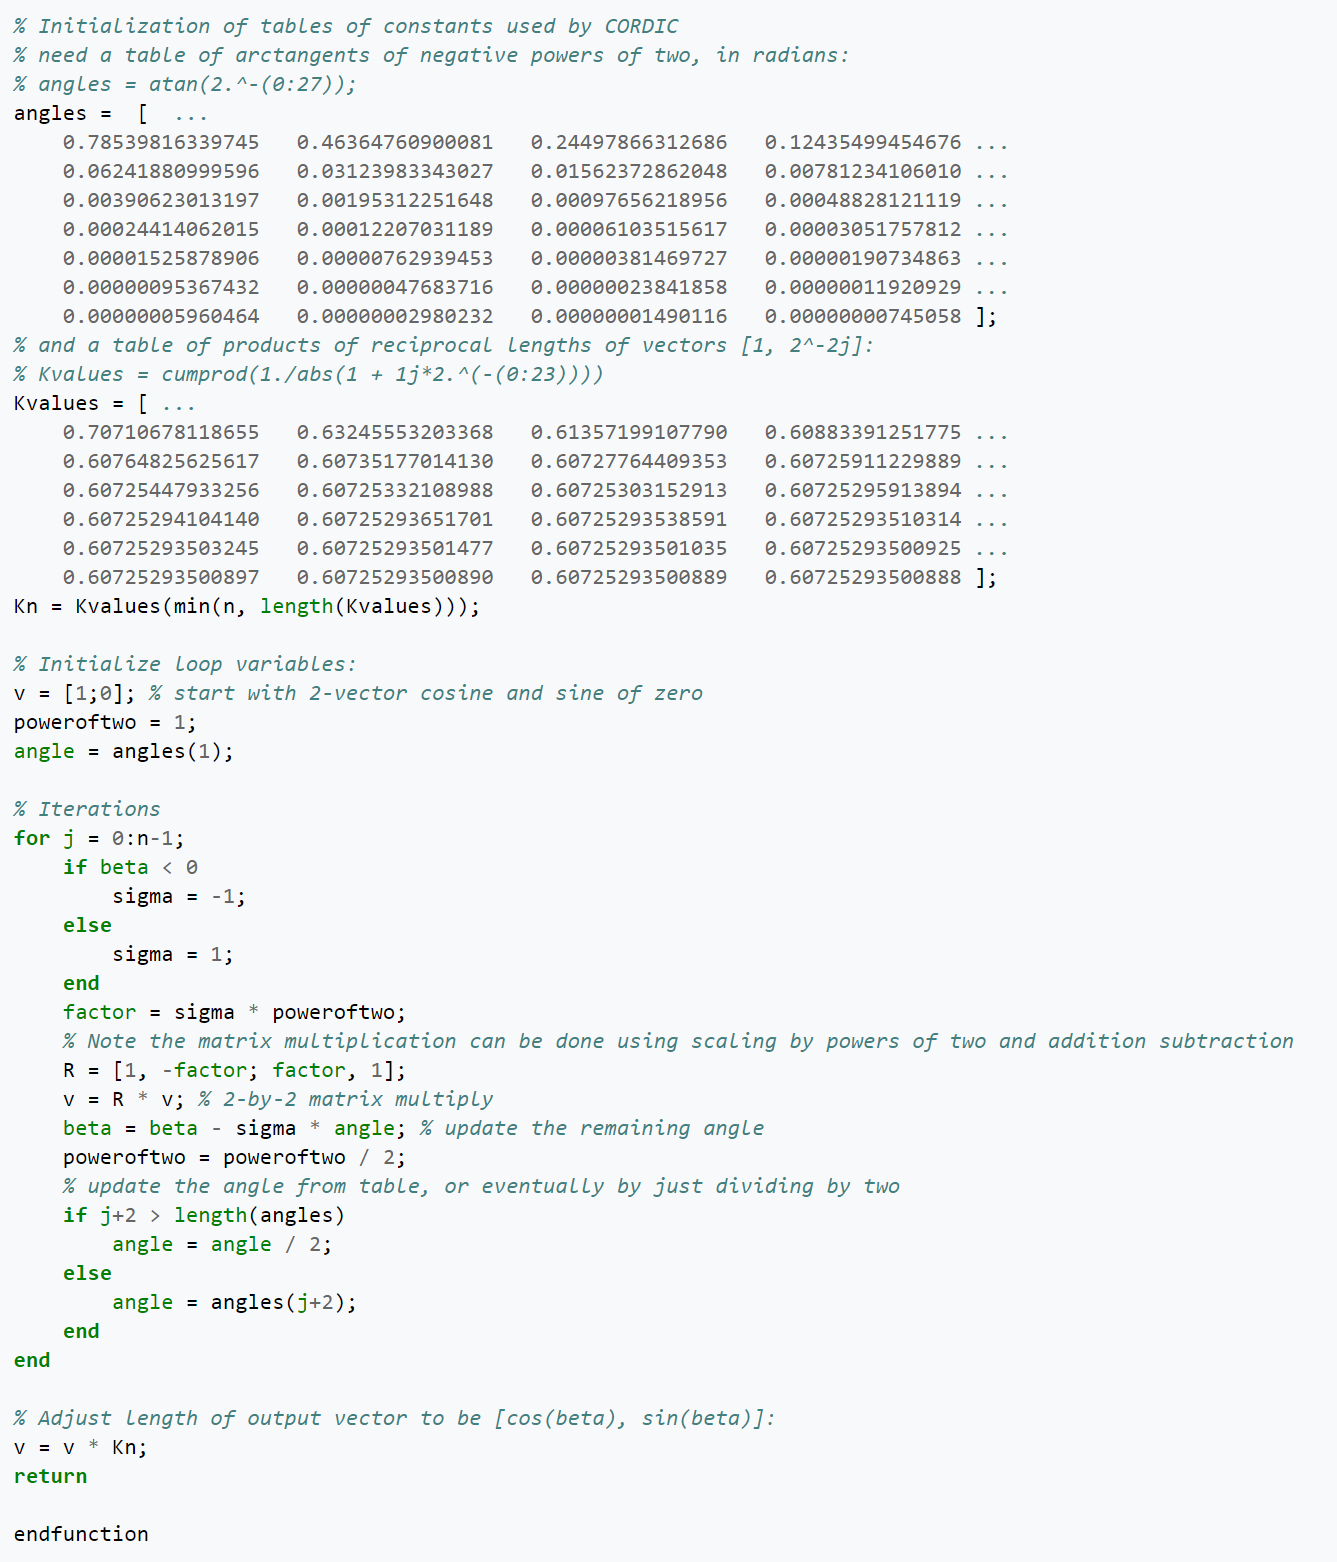 % Initialization of tables of constants used by CORDIC
% need a table of arctangents of negative powers of two, in radians:
% angles = atan(2.^-(0:27));
angles =  [  ...
    0.78539816339745   0.46364760900081   0.24497866312686   0.12435499454676 ...
    0.06241880999596   0.03123983343027   0.01562372862048   0.00781234106010 ...
    0.00390623013197   0.00195312251648   0.00097656218956   0.00048828121119 ...
    0.00024414062015   0.00012207031189   0.00006103515617   0.00003051757812 ...
    0.00001525878906   0.00000762939453   0.00000381469727   0.00000190734863 ...
    0.00000095367432   0.00000047683716   0.00000023841858   0.00000011920929 ...
    0.00000005960464   0.00000002980232   0.00000001490116   0.00000000745058 ];
% and a table of products of reciprocal lengths of vectors [1, 2^-2j]:
% Kvalues = cumprod(1./abs(1 + 1j*2.^(-(0:23))))
Kvalues = [ ...
    0.70710678118655   0.63245553203368   0.61357199107790   0.60883391251775 ...
    0.60764825625617   0.60735177014130   0.60727764409353   0.60725911229889 ...
    0.60725447933256   0.60725332108988   0.60725303152913   0.60725295913894 ...
    0.60725294104140   0.60725293651701   0.60725293538591   0.60725293510314 ...
    0.60725293503245   0.60725293501477   0.60725293501035   0.60725293500925 ...
    0.60725293500897   0.60725293500890   0.60725293500889   0.60725293500888 ];
Kn = Kvalues(min(n, length(Kvalues)));

% Initialize loop variables:
v = [1;0]; % start with 2-vector cosine and sine of zero
poweroftwo = 1;
angle = angles(1);

% Iterations
for j = 0:n-1;
    if beta < 0
        sigma = -1;
    else
        sigma = 1;
    end
    factor = sigma * poweroftwo;
    % Note the matrix multiplication can be done using scaling by powers of two and addition subtraction
    R = [1, -factor; factor, 1];
    v = R * v; % 2-by-2 matrix multiply
    beta = beta - sigma * angle; % update the remaining angle
    poweroftwo = poweroftwo / 2;
    % update the angle from table, or eventually by just dividing by two
    if j+2 > length(angles)
        angle = angle / 2;
    else
        angle = angles(j+2);
    end
end

% Adjust length of output vector to be [cos(beta), sin(beta)]:
v = v * Kn;
return

endfunction